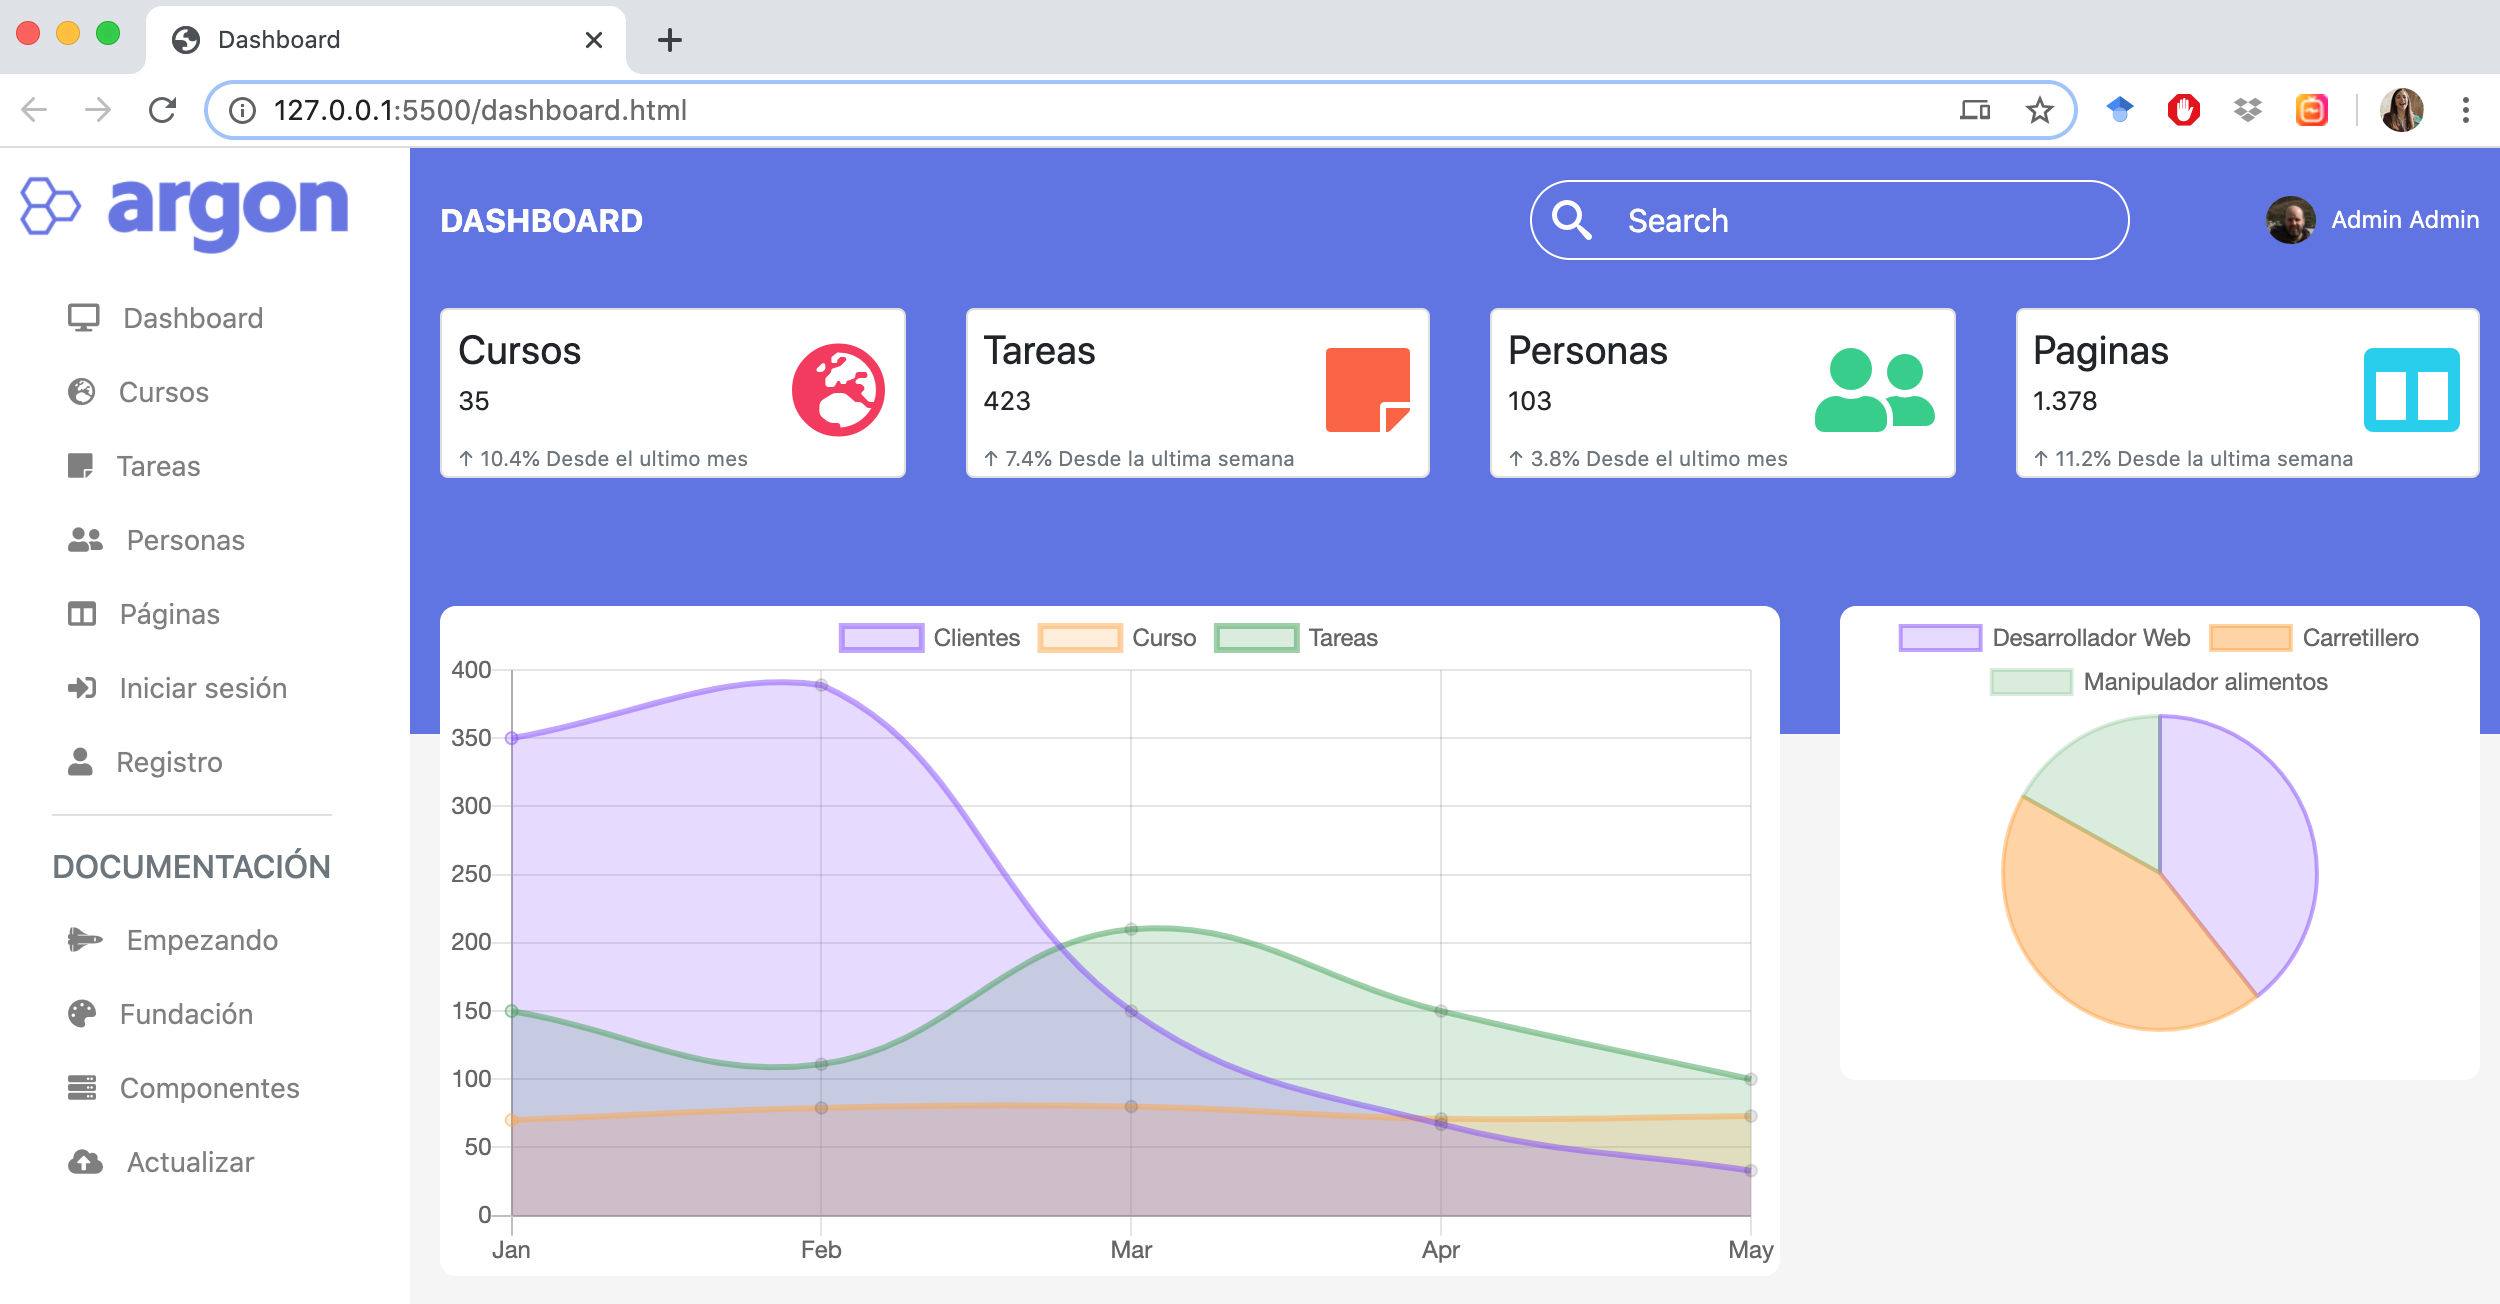 Dashboard
127.0.0.1:5500/dashboard.html
argon
Dashboard
Cursos
Tareas
Personas
Páginas
Iniciar sesión
Registro
DOCUMENTACIÓN
Empezando
Fundación
Componentes
Actualizar
DASHBOARD
Search
Admin Admin
Cursos
35
↑ 10.4% Desde el ultimo mes
Tareas
423
↑ 7.4% Desde la ultima semana
Personas
103
↑ 3.8% Desde el ultimo mes
Paginas
1.378
↑ 11.2% Desde la ultima semana
Clientes Curso Tareas
400
350
300
250
200
150
100
50
0
Jan Feb Mar Apr May
Desarrollador Web Carretillero
Manipulador alimentos